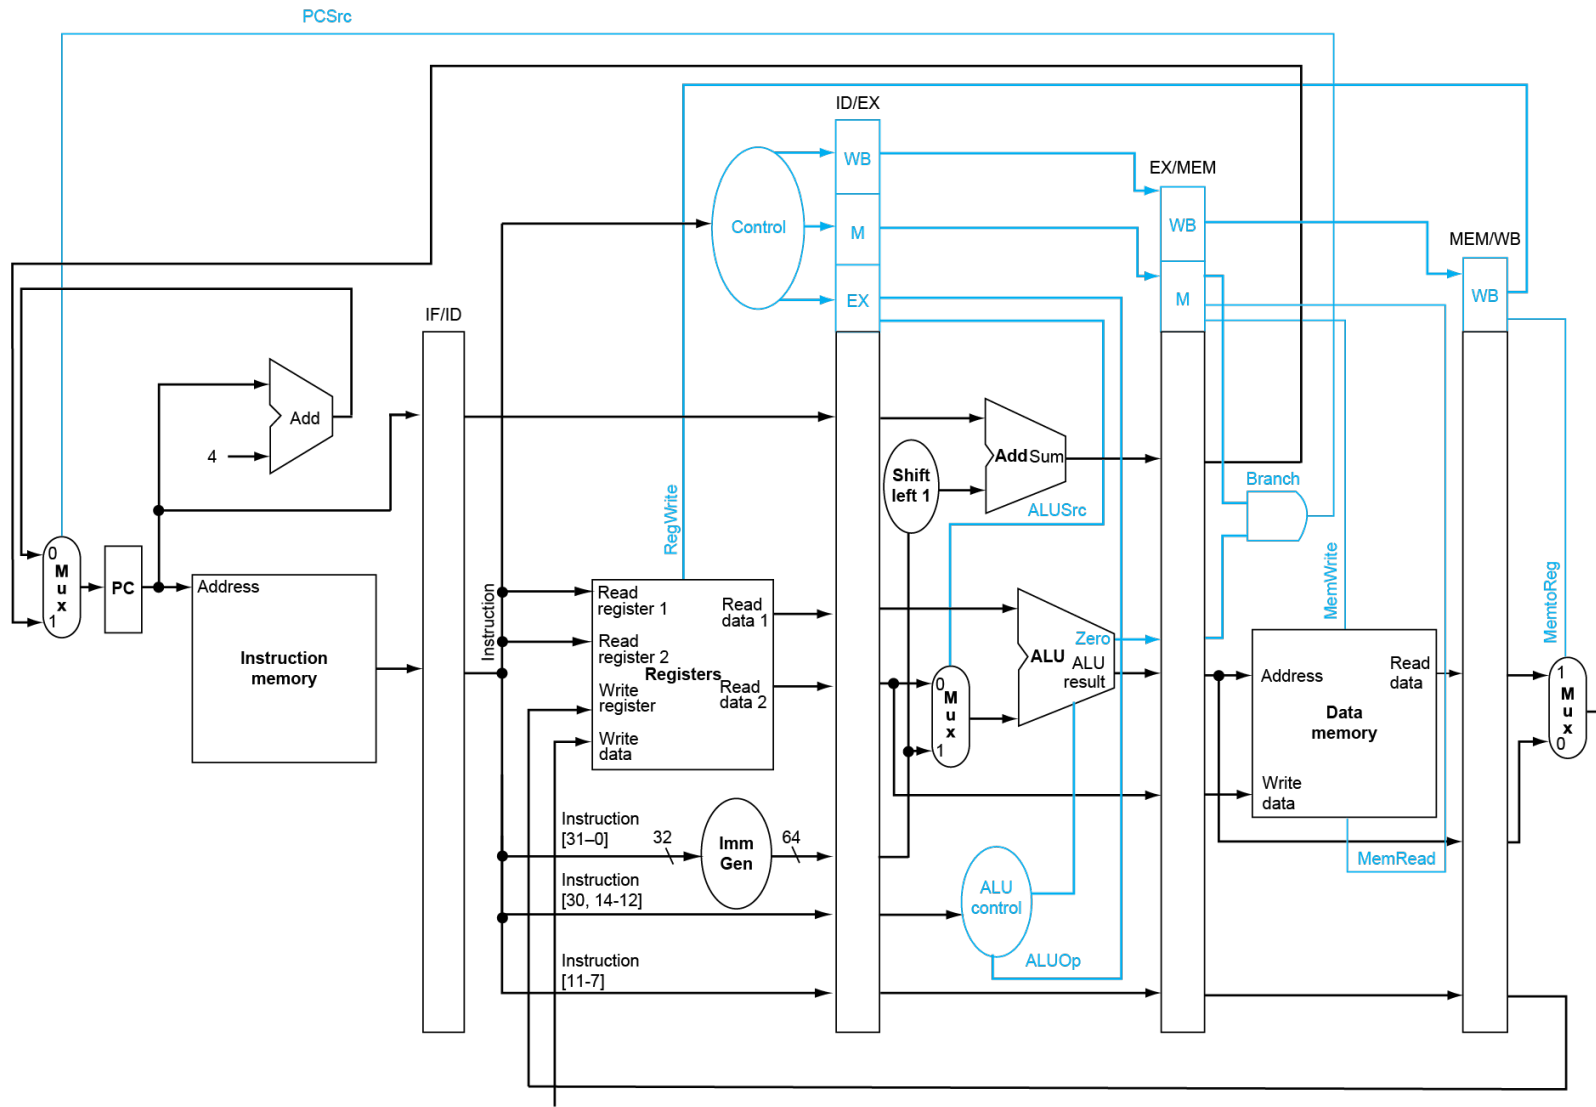 PCSrc
ID/EX
WB
EX/MEM
Control
M
WB
MEM/WB
EX
M
WB
IF/ID
Add
4
Shift
left 1
Add Sum
Branch
ALUSrc
RegWrite
MemWrite
MemtoReg
0
M
u
x
1
PC
Address
Instruction
memory
Instruction
Read
register 1
Read
data 1
Read
register 2
Registers
Write
register
Read
data 2
Write
data
0
M
u
x
1
Zero
ALU
ALU
result
Address
Read
data
Data
memory
Write
data
1
M
u
x
0
Instruction
[31–0]
32
Imm
Gen
64
MemRead
Instruction
[30, 14-12]
ALU
control
Instruction
[11-7]
ALUOp